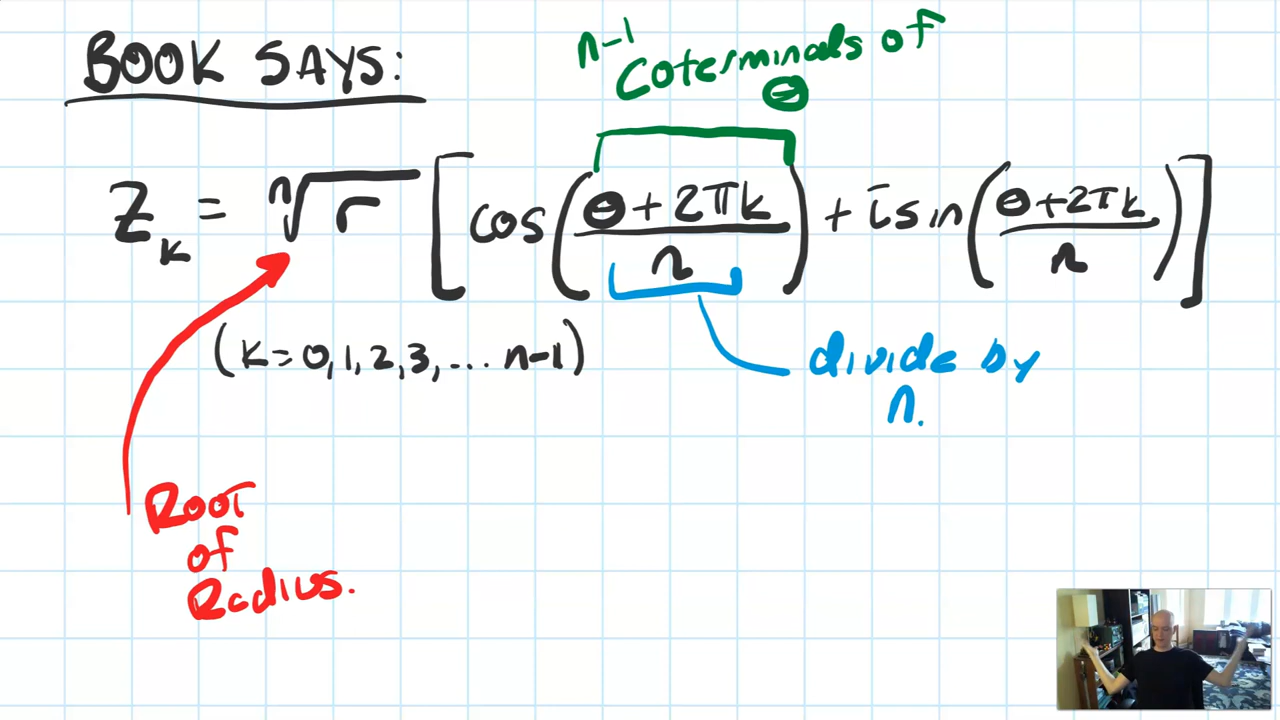 BOOK SAYS:
n-1
Coterminals of
θ
Z_k = ⁿ√r [cos((θ+2πk)/n) + i sin((θ+2πk)/n)]
(k=0,1,2,3,... n-1)
divide by
n.
Root
of
Radius.